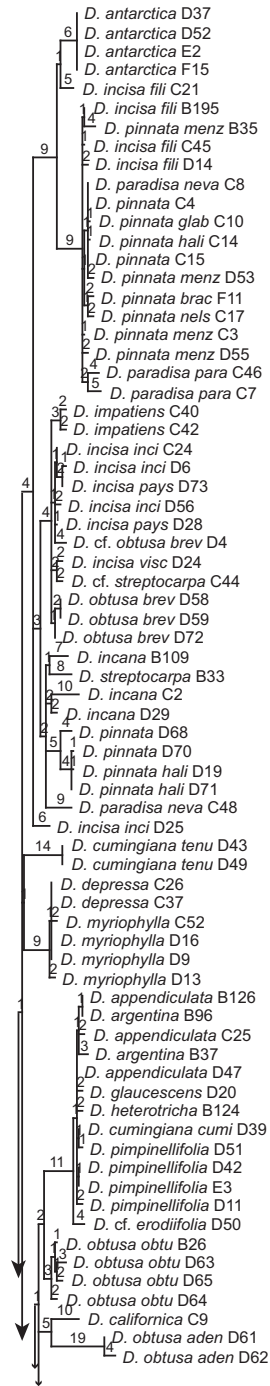 D. antarctica D37
D. antarctica D52
D. antarctica E2
D. antarctica F15
D. incisa fili C21
D. incisa fili B195
D. pinnata menz B35
D. incisa fili C45
D. incisa fili D14
D. paradisa neva C8
D. pinnata C4
D. pinnata glab C10
D. pinnata hali C14
D. pinnata C15
D. pinnata menz D53
D. pinnata brac F11
D. pinnata nels C17
D. pinnata menz C3
D. pinnata menz D55
D. paradisa para C46
D. paradisa para C7
D. impatiens C40
D. impatiens C42
D. incisa inci C24
D. incisa inci D6
D. incisa pays D73
D. incisa inci D56
D. incisa pays D28
D. cf. obtusa brev D4
D. incisa visc D24
D. cf. streptocarpa C44
D. obtusa brev D58
D. obtusa brev D59
D. obtusa brev D72
D. incana B109
D. streptocarpa B33
D. incana C2
D. incana D29
D. pinnata D68
D. pinnata D70
D. pinnata hali D19
D. pinnata hali D71
D. paradisa neva C48
D. incisa inci D25
D. cumingiana tenu D43
D. cumingiana tenu D49
D. depressa C26
D. depressa C37
D. myriophylla C52
D. myriophylla D16
D. myriophylla D9
D. myriophylla D13
D. appendiculata B126
D. argentina B96
D. appendiculata C25
D. argentina B37
D. appendiculata D47
D. glaucescens D20
D. heterotricha B124
D. cumingiana cumi D39
D. pimpinellifolia D51
D. pimpinellifolia D42
D. pimpinellifolia E3
D. pimpinellifolia D11
D. cf. erodiifolia D50
D. obtusa obtu B26
D. obtusa obtu D63
D. obtusa obtu D65
D. obtusa obtu D64
D. californica C9
D. obtusa aden D61
D. obtusa aden D62